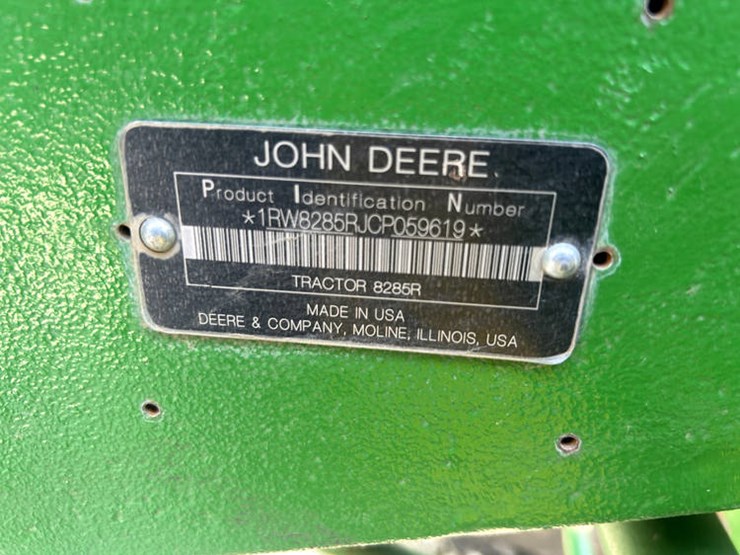 JOHN DEERE
Product Identification Number
*1RW8285RJCP059619*
TRACTOR 8285R
MADE IN USA
DEERE & COMPANY, MOLINE, ILLINOIS, USA